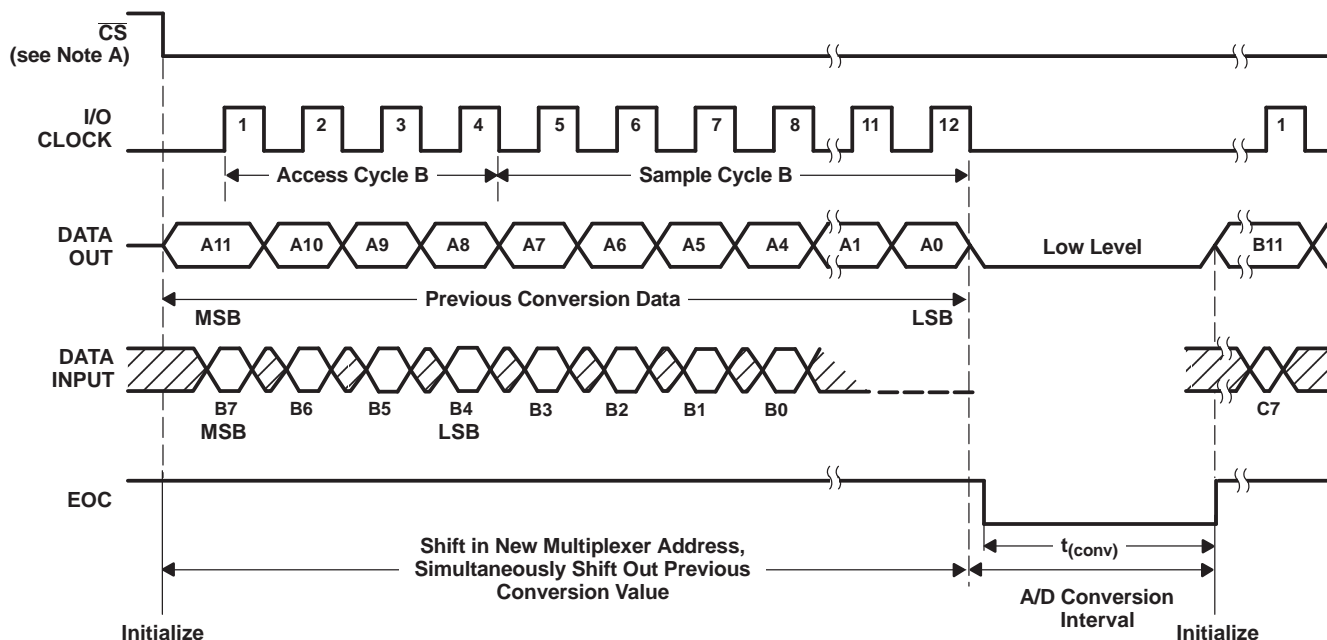 CS
(see Note A)
I/O
CLOCK
1 2 3 4 5 6 7 8 11 12 1
Access Cycle B Sample Cycle B
DATA
OUT
A11 A10 A9 A8 A7 A6 A5 A4 A1 A0 Low Level B11
Previous Conversion Data
MSB LSB
DATA
INPUT
B7 B6 B5 B4 B3 B2 B1 B0 C7
MSB LSB
EOC
Shift in New Multiplexer Address,
Simultaneously Shift Out Previous
Conversion Value
t(conv)
A/D Conversion
Interval
Initialize Initialize